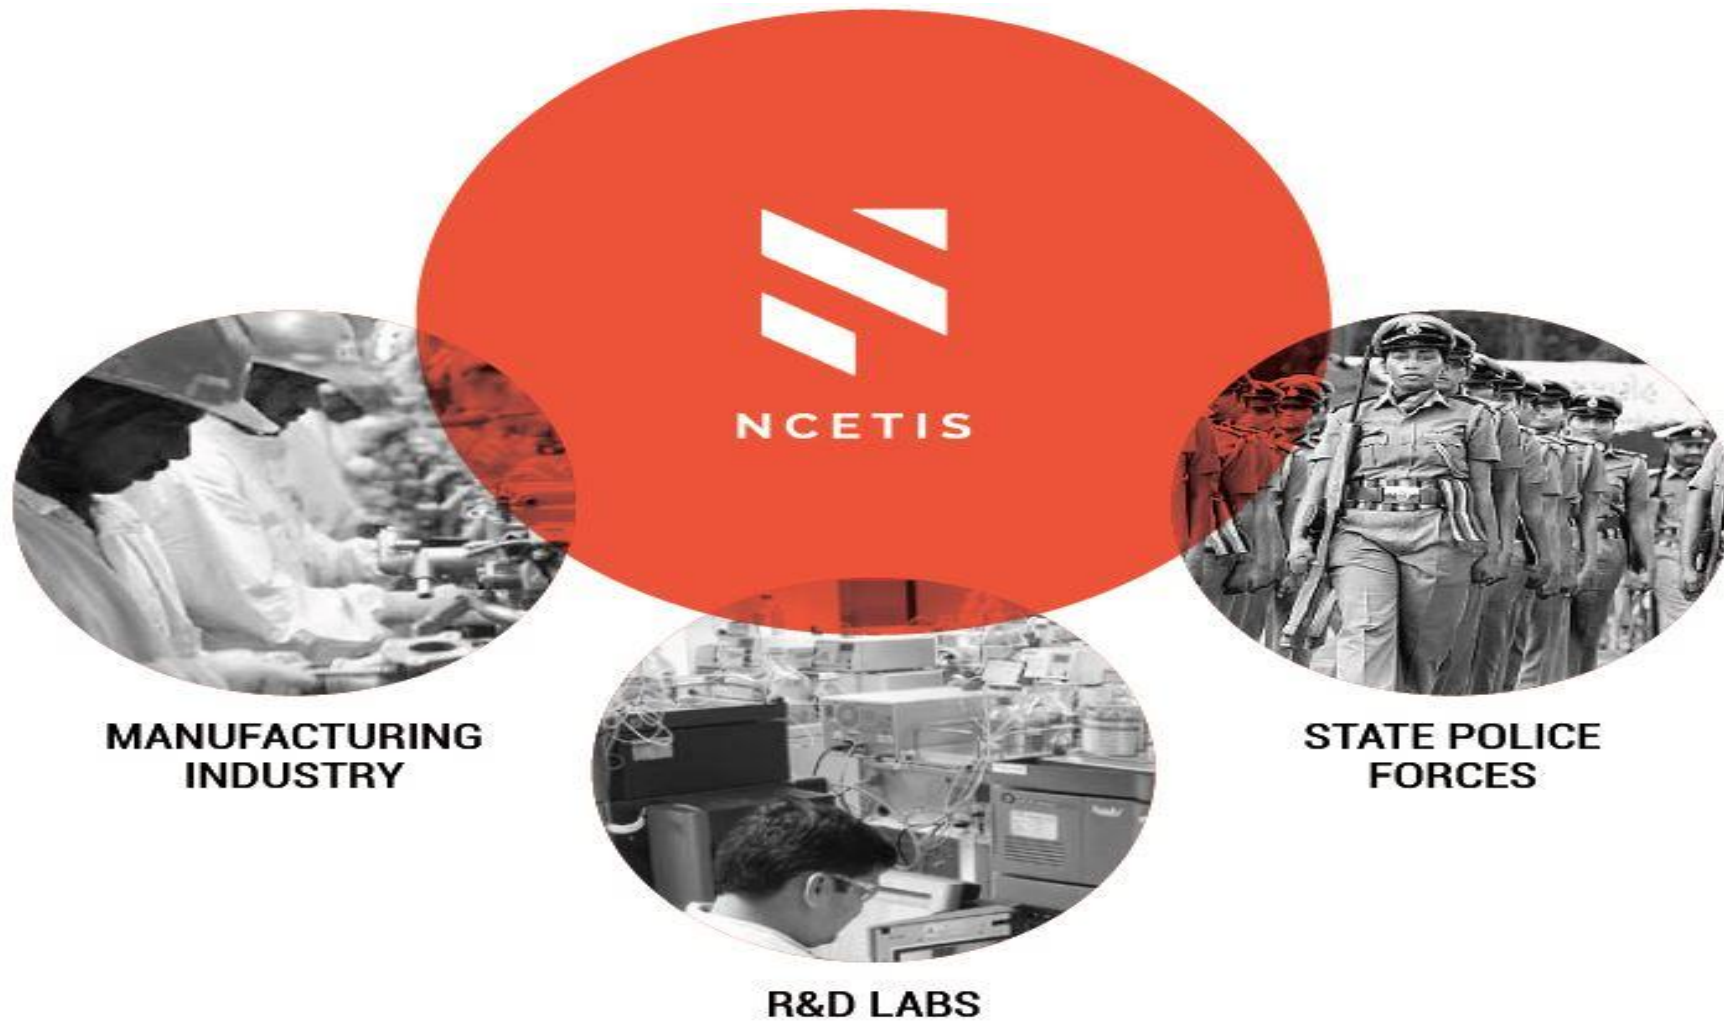 NCETIS
MANUFACTURING
INDUSTRY
STATE POLICE
FORCES
R&D LABS